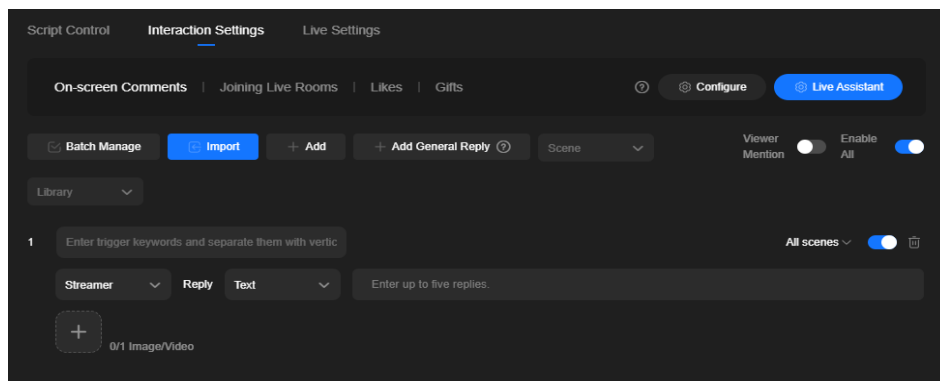 Script Control Interaction Settings Live Settings
On-screen Comments | Joining Live Rooms | Likes | Gifts ? Configure Live Assistant
Batch Manage Import + Add + Add General Reply ? Scene Viewer Mention Enable All
Library
1 Enter trigger keywords and separate them with vertic All scenes
Streamer Reply Text Enter up to five replies.
+ 0/1 Image/Video